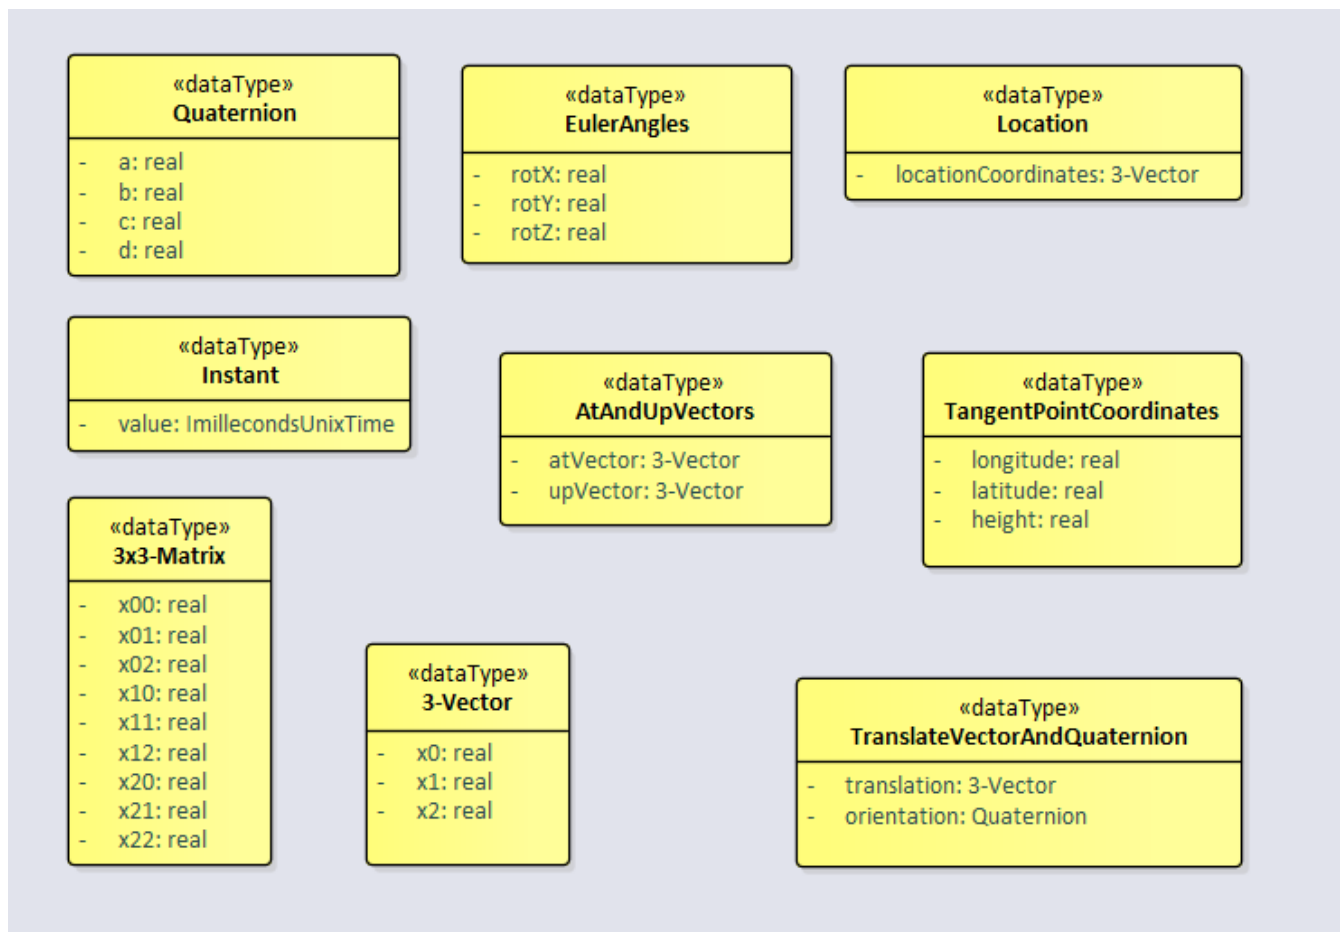 «dataType»
Quaternion
- a: real
- b: real
- c: real
- d: real
«dataType»
EulerAngles
- rotX: real
- rotY: real
- rotZ: real
«dataType»
Location
- locationCoordinates: 3-Vector
«dataType»
Instant
- value: ImillecondsUnixTime
«dataType»
AtAndUpVectors
- atVector: 3-Vector
- upVector: 3-Vector
«dataType»
TangentPointCoordinates
- longitude: real
- latitude: real
- height: real
«dataType»
3x3-Matrix
- x00: real
- x01: real
- x02: real
- x10: real
- x11: real
- x12: real
- x20: real
- x21: real
- x22: real
«dataType»
3-Vector
- x0: real
- x1: real
- x2: real
«dataType»
TranslateVectorAndQuaternion
- translation: 3-Vector
- orientation: Quaternion